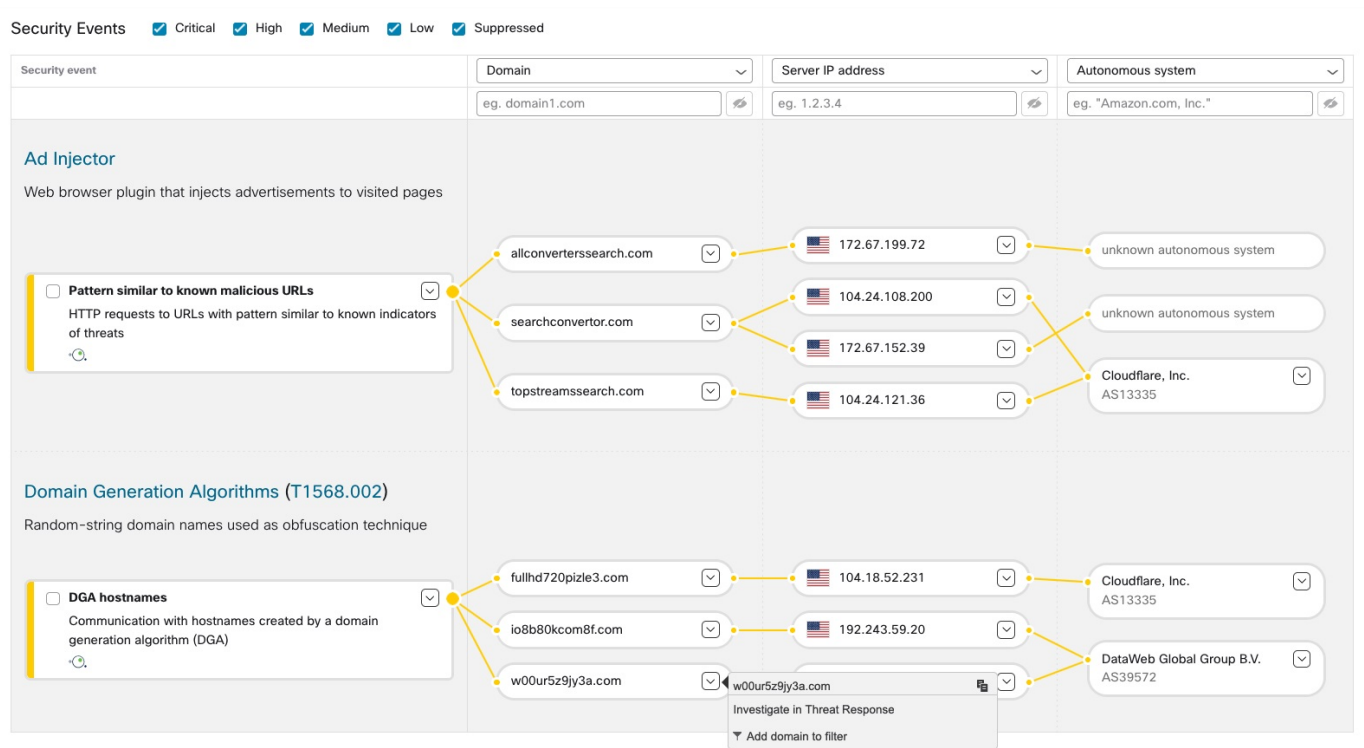 Security Events Critical High Medium Low Suppressed
Security event Domain Server IP address Autonomous system
eg. domain1.com eg. 1.2.3.4 eg. "Amazon.com, Inc."
Ad Injector
Web browser plugin that injects advertisements to visited pages
Pattern similar to known malicious URLs
HTTP requests to URLs with pattern similar to known indicators
of threats
allconverterssearch.com
searchconvertor.com
topstreamssearch.com
172.67.199.72
104.24.108.200
172.67.152.39
104.24.121.36
unknown autonomous system
unknown autonomous system
Cloudflare, Inc.
AS13335
Domain Generation Algorithms (T1568.002)
Random-string domain names used as obfuscation technique
DGA hostnames
Communication with hostnames created by a domain
generation algorithm (DGA)
fullhd720pizle3.com
io8b80kcom8f.com
w00ur5z9jy3a.com
104.18.52.231
192.243.59.20
Cloudflare, Inc.
AS13335
DataWeb Global Group B.V.
AS39572
w00ur5z9jy3a.com
Investigate in Threat Response
Add domain to filter